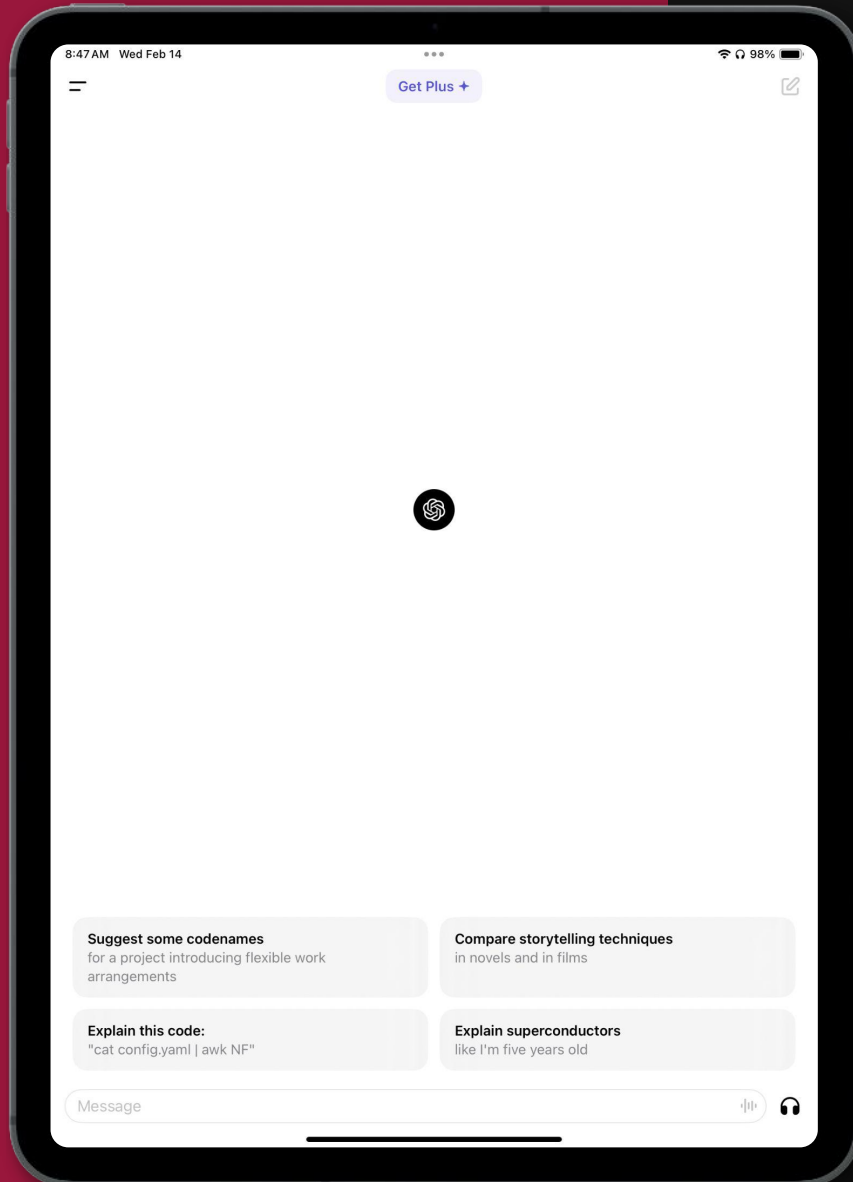 8:47 AM Wed Feb 14
98%
Get Plus
Suggest some codenames
for a project introducing flexible work
arrangements
Compare storytelling techniques
in novels and in films
Explain this code:
"cat config.yaml | awk NF"
Explain superconductors
like I'm five years old
Message